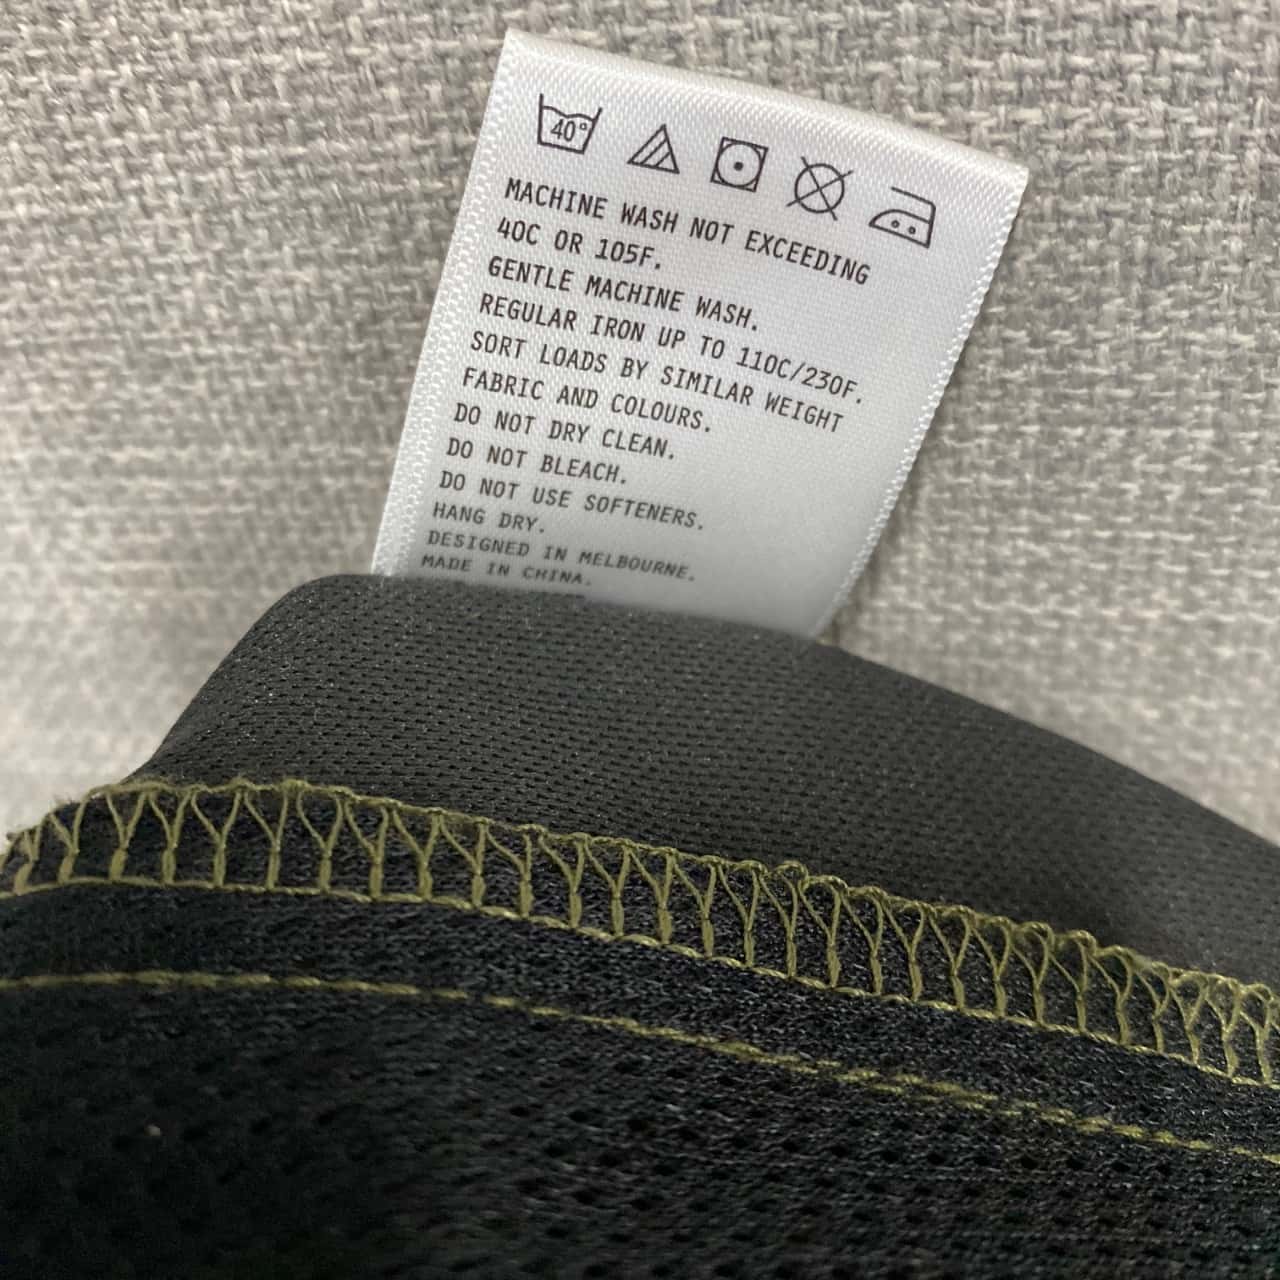 40°
MACHINE WASH NOT EXCEEDING
40C OR 105F.
GENTLE MACHINE WASH.
REGULAR IRON UP TO 110C/230F.
SORT LOADS BY SIMILAR WEIGHT
FABRIC AND COLOURS.
DO NOT DRY CLEAN.
DO NOT BLEACH.
DO NOT USE SOFTENERS.
HANG DRY.
DESIGNED IN MELBOURNE.
MADE IN CHINA.